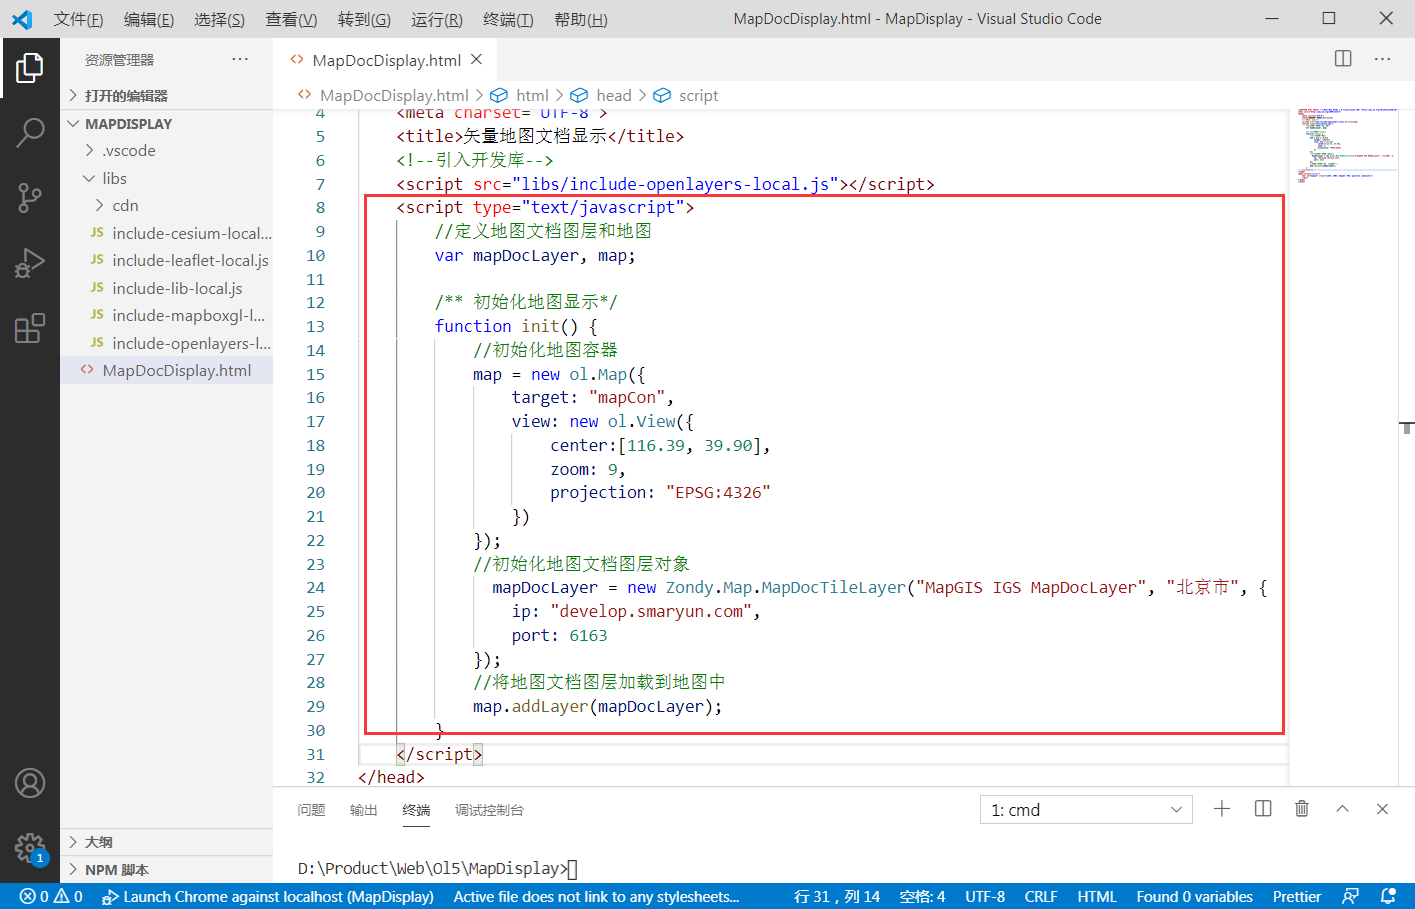 文件(F) 编辑(E) 选择(S) 查看(V) 转到(G) 运行(R) 终端(T) 帮助(H) MapDocDisplay.html - MapDisplay - Visual Studio Code
资源管理器 ...
MapDocDisplay.html
打开的编辑器
MapDocDisplay.html > html > head > script
MAPDISPLAY
.vscode
libs
cdn
JS include-cesium-local...
JS include-leaflet-local.js
JS include-lib-local.js
JS include-mapboxgl-l...
JS include-openlayers-l...
MapDocDisplay.html
大纲
NPM 脚本
4 <meta charset="UTF-8">
5 <title>矢量地图文档显示</title>
6 <!--引入开发库-->
7 <script src="libs/include-openlayers-local.js"></script>
8 <script type="text/javascript">
9 //定义地图文档图层和地图
10 var mapDocLayer, map;
11
12 /** 初始化地图显示*/
13 function init() {
14 //初始化地图容器
15 map = new ol.Map({
16 target: "mapCon",
17 view: new ol.View({
18 center:[116.39, 39.90],
19 zoom: 9,
20 projection: "EPSG:4326"
21 })
22 });
23 //初始化地图文档图层对象
24 mapDocLayer = new Zondy.Map.MapDocTileLayer("MapGIS IGS MapDocLayer", "北京市", {
25 ip: "develop.smaryun.com",
26 port: 6163
27 });
28 //将地图文档图层加载到地图中
29 map.addLayer(mapDocLayer);
30 }
31 </script>
32 </head>
问题 输出 终端 调试控制台 1: cmd
D:\Product\Web\Ol5\MapDisplay>
1
0 0 Launch Chrome against localhost (MapDisplay) Active file does not link to any stylesheets... 行 31，列 14 空格: 4 UTF-8 CRLF HTML Found 0 variables Prettier